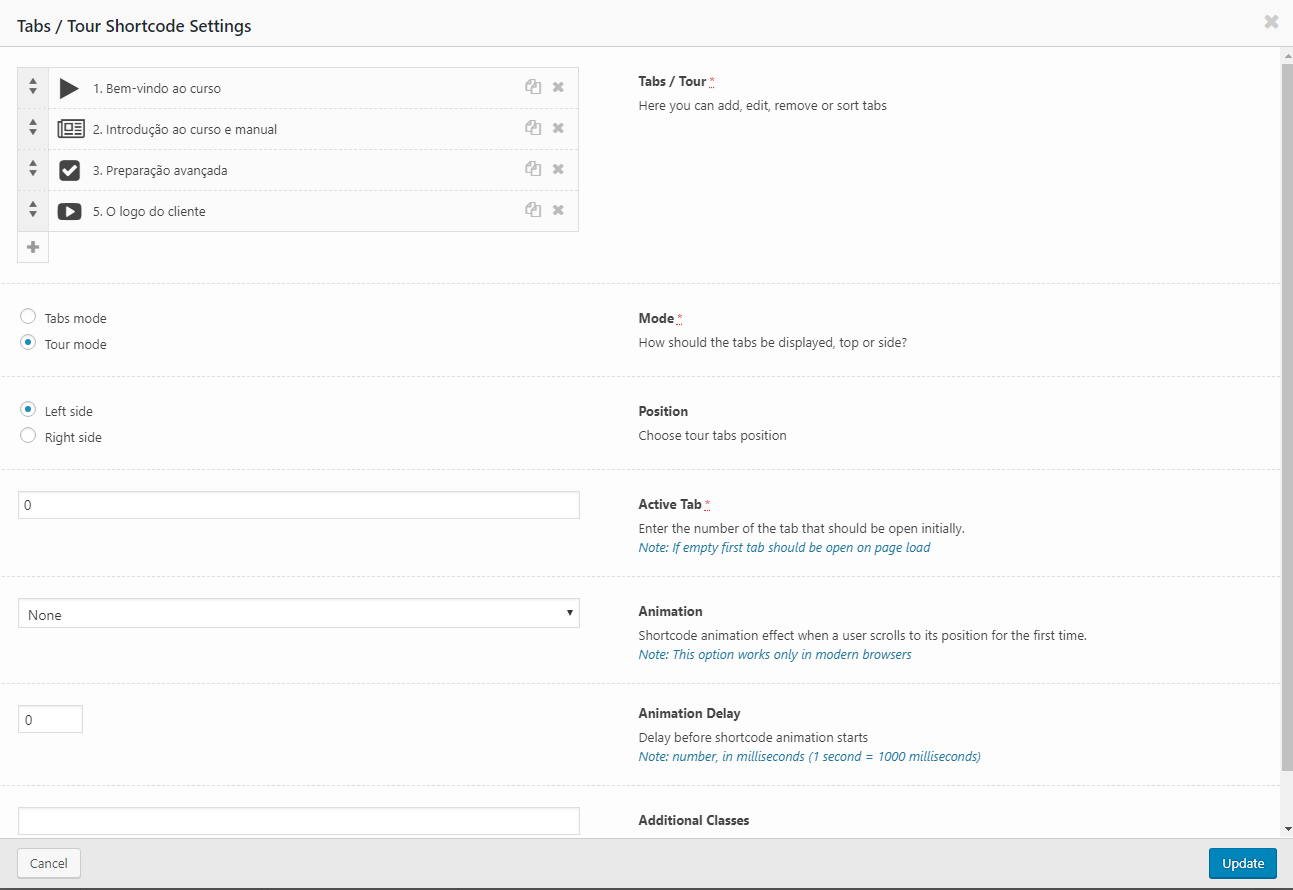 Tabs / Tour Shortcode Settings
1. Bem-vindo ao curso
2. Introdução ao curso e manual
3. Preparação avançada
5. O logo do cliente
Tabs / Tour *
Here you can add, edit, remove or sort tabs
Tabs mode
Tour mode
Mode *
How should the tabs be displayed, top or side?
Left side
Right side
Position
Choose tour tabs position
0
Active Tab *
Enter the number of the tab that should be open initially.
Note: If empty first tab should be open on page load
None
Animation
Shortcode animation effect when a user scrolls to its position for the first time.
Note: This option works only in modern browsers
0
Animation Delay
Delay before shortcode animation starts
Note: number, in milliseconds (1 second = 1000 milliseconds)
Additional Classes
Cancel
Update